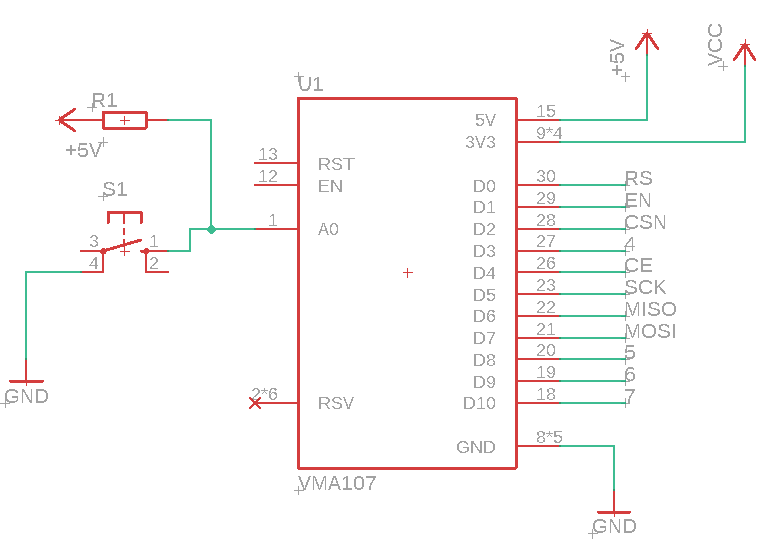 U1
R1
+5V
S1
3
1
4
2
GND
13
RST
12
EN
1
A0
2*6
RSV
VMA107
+5V
VCC
5V
15
3V3
9*4
D0
30
RS
D1
29
EN
D2
28
CSN
D3
27
4
D4
26
CE
D5
23
SCK
D6
22
MISO
D7
21
MOSI
D8
20
5
D9
19
6
D10
18
7
GND
8*5
GND